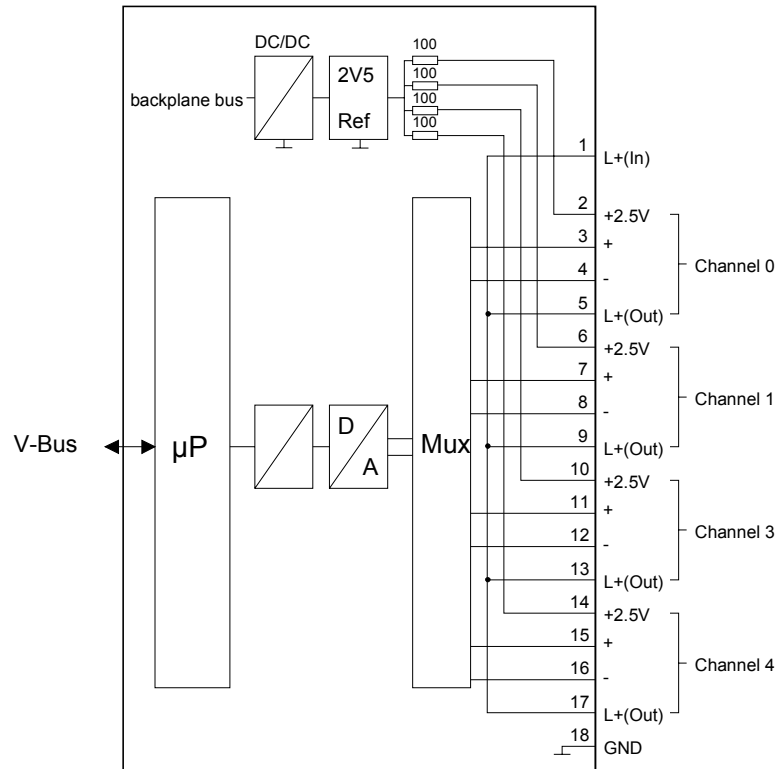 DC/DC
100
100
100
100
backplane bus
2V5
Ref
1 L+(In)
2 +2.5V
3 +
4 -
Channel 0
5 L+(Out)
6 +2.5V
7 +
8 -
Channel 1
9 L+(Out)
V-Bus
µP
D
A
Mux
10 +2.5V
11 +
12 -
Channel 3
13 L+(Out)
14 +2.5V
15 +
16 -
Channel 4
17 L+(Out)
18 GND